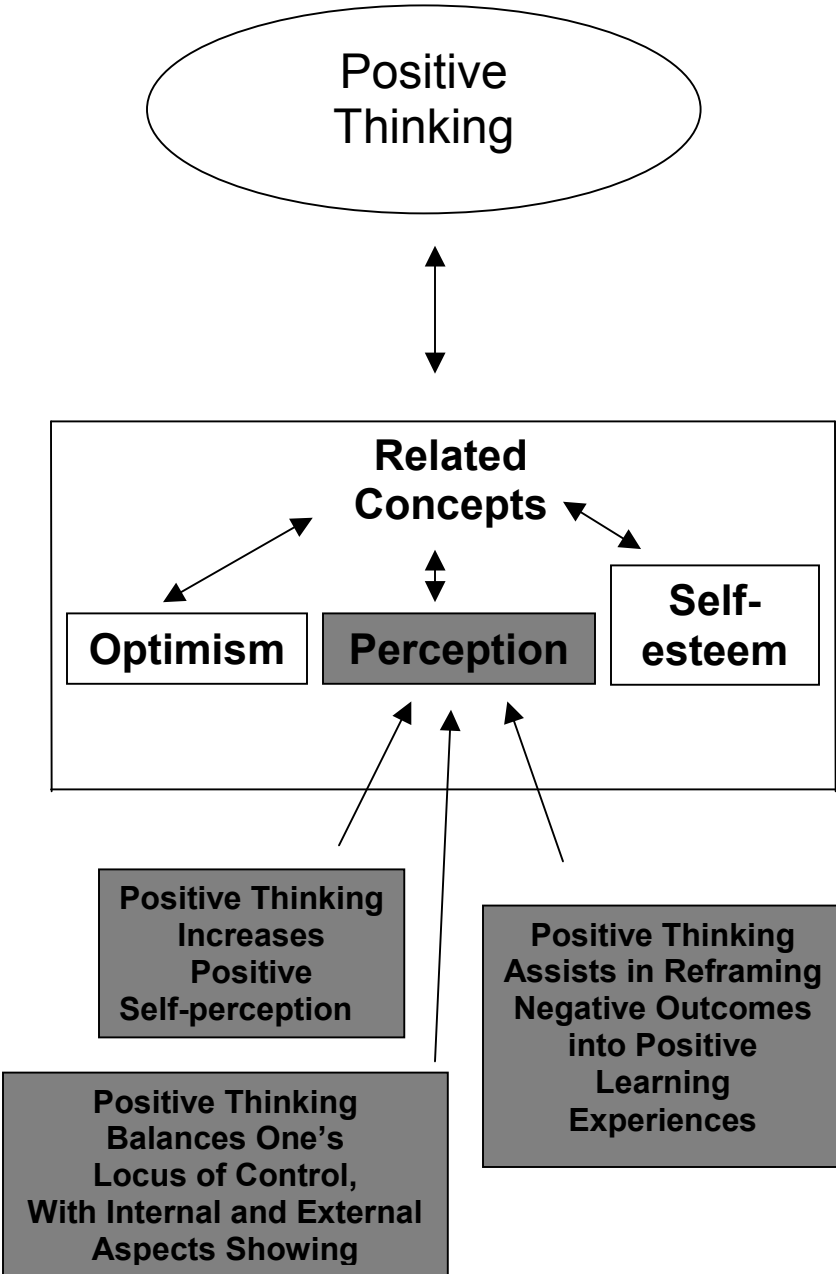 Positive
Thinking
Related
Concepts
Optimism
Perception
Self-
esteem
Positive Thinking
Increases
Positive
Self-perception
Positive Thinking
Assists in Reframing
Negative Outcomes
into Positive
Learning
Experiences
Positive Thinking
Balances One’s
Locus of Control,
With Internal and External
Aspects Showing